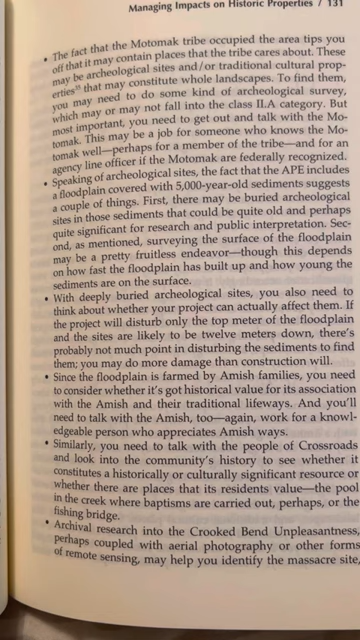 Managing Impacts on Historic Properties / 131
• The fact that the Motomak tribe occupied the area tips you
off that it may contain places that the tribe cares about. These
may be archeological sites and/or traditional cultural prop-
erties³⁵ that may constitute whole landscapes. To find them,
you may need to do some kind of archeological survey,
which may or may not fall into the class II.A category. But
most important, you need to get out and talk with the Mo-
tomak. This may be a job for someone who knows the Mo-
tomak well—perhaps for a member of the tribe—and for an
agency line officer if the Motomak are federally recognized.
• Speaking of archeological sites, the fact that the APE includes
a floodplain covered with 5,000-year-old sediments suggests
a couple of things. First, there may be buried archeological
sites in those sediments that could be quite old and perhaps
quite significant for research and public interpretation. Sec-
ond, as mentioned, surveying the surface of the floodplain
may be a pretty fruitless endeavor—though this depends
on how fast the floodplain has built up and how young the
sediments are on the surface.
• With deeply buried archeological sites, you also need to
think about whether your project can actually affect them. If
the project will disturb only the top meter of the floodplain
and the sites are likely to be twelve meters down, there's
probably not much point in disturbing the sediments to find
them; you may do more damage than construction will.
• Since the floodplain is farmed by Amish families, you need
to consider whether it's got historical value for its association
with the Amish and their traditional lifeways. And you'll
need to talk with the Amish, too—again, work for a knowl-
edgeable person who appreciates Amish ways.
• Similarly, you need to talk with the people of Crossroads
and look into the community's history to see whether it
constitutes a historically or culturally significant resource or
whether there are places that its residents value—the pool
in the creek where baptisms are carried out, perhaps, or the
fishing bridge.
• Archival research into the Crooked Bend Unpleasantness,
perhaps coupled with aerial photography or other forms
of remote sensing, may help you identify the massacre site,